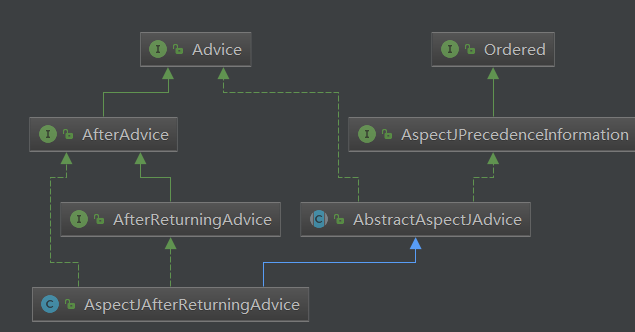 I Advice
I Ordered
I AfterAdvice
I AspectJPrecedenceInformation
I AfterReturningAdvice
C AbstractAspectJAdvice
C AspectJAfterReturningAdvice